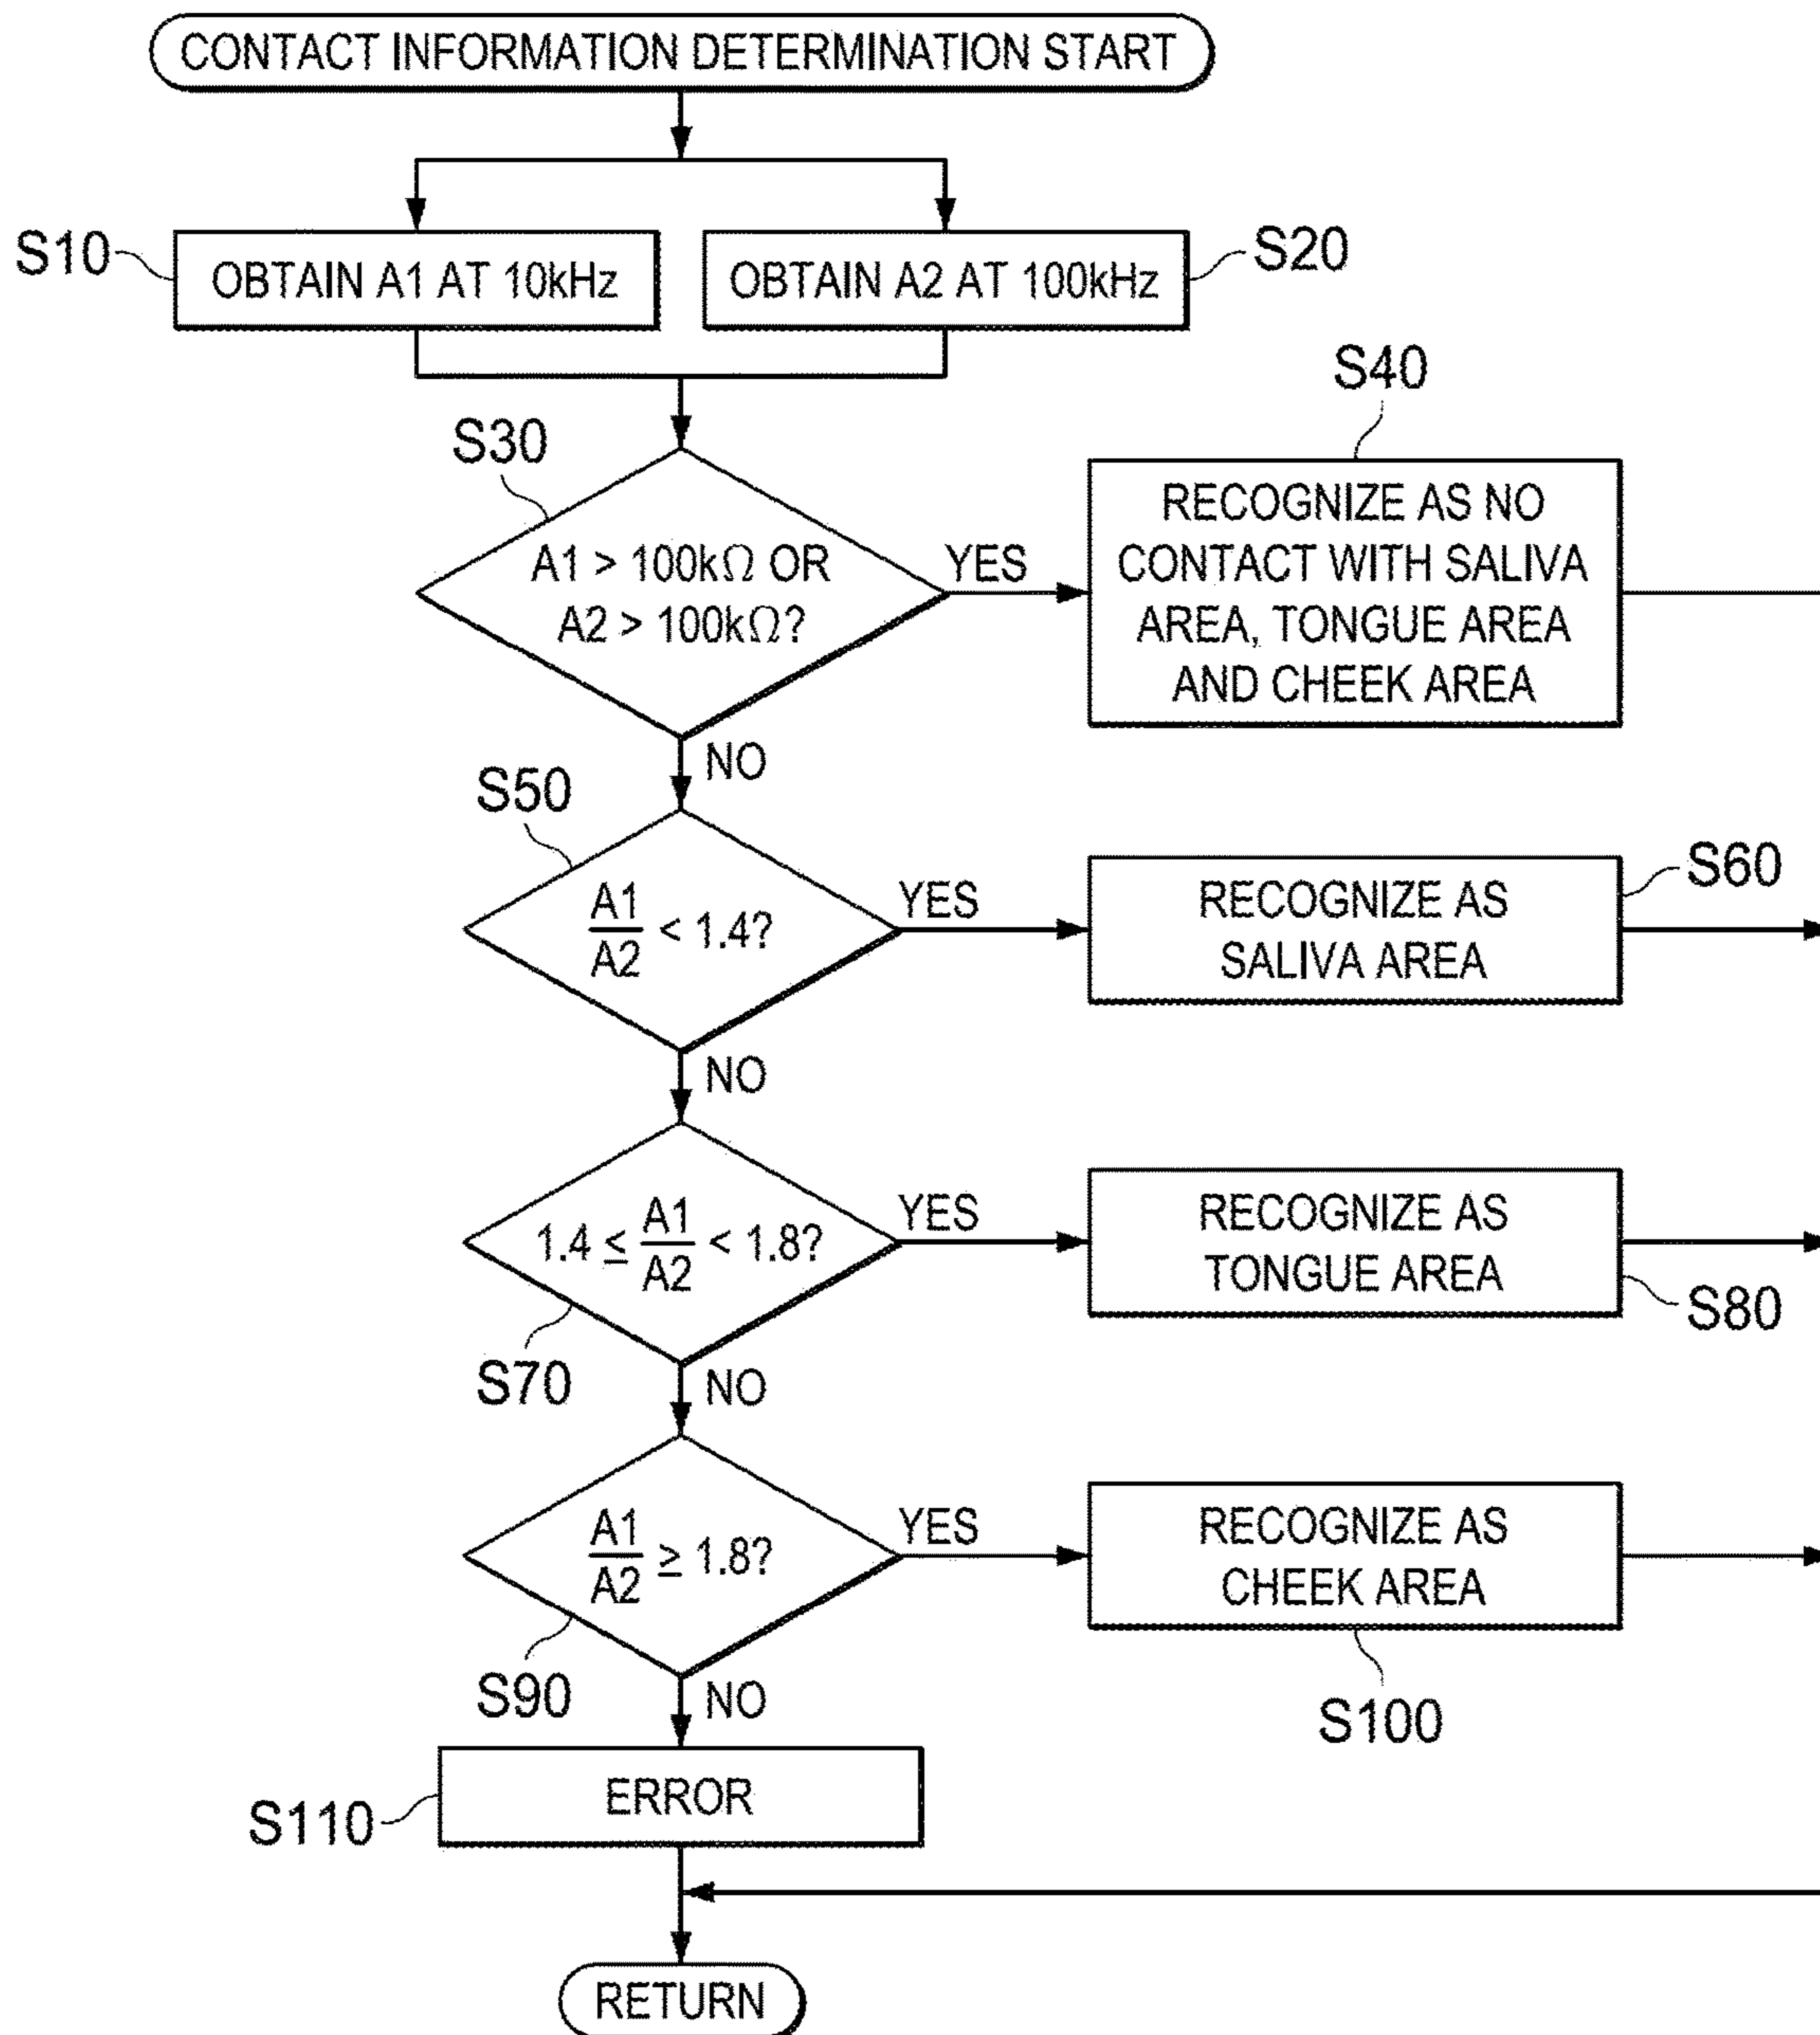 CONTACT INFORMATION DETERMINATION START
S10
OBTAIN A1 AT 10kHz
OBTAIN A2 AT 100kHz
S20
S30
A1 > 100kΩ OR
A2 > 100kΩ?
YES
NO
S40
RECOGNIZE AS NO
CONTACT WITH SALIVA
AREA, TONGUE AREA
AND CHEEK AREA
S50
A1
A2
< 1.4?
YES
NO
RECOGNIZE AS
SALIVA AREA
S60
1.4 ≤
A1
A2
< 1.8?
S70
YES
NO
RECOGNIZE AS
TONGUE AREA
S80
A1
A2
≥ 1.8?
S90
YES
NO
RECOGNIZE AS
CHEEK AREA
S100
ERROR
S110
RETURN